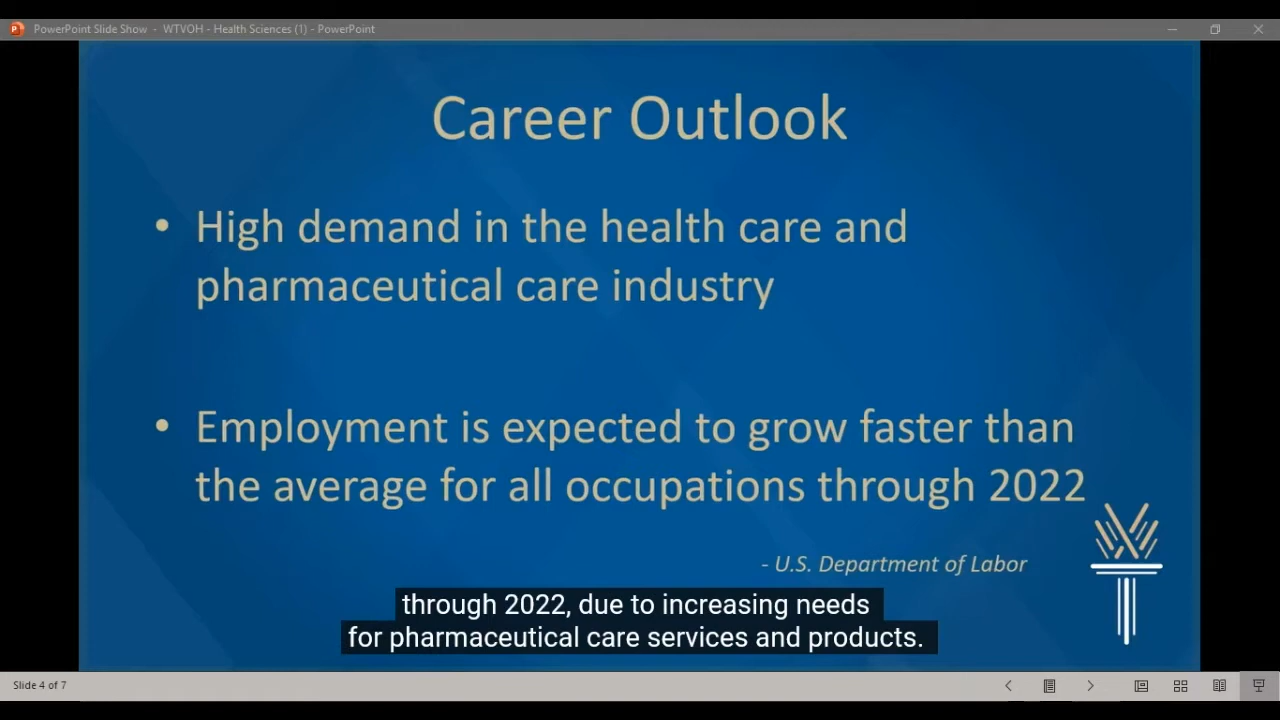 PowerPoint Slide Show - WTVOH - Health Sciences (1) - PowerPoint
Career Outlook
• High demand in the health care and
pharmaceutical care industry
• Employment is expected to grow faster than
the average for all occupations through 2022
- U.S. Department of Labor
through 2022, due to increasing needs
for pharmaceutical care services and products.
Slide 4 of 7